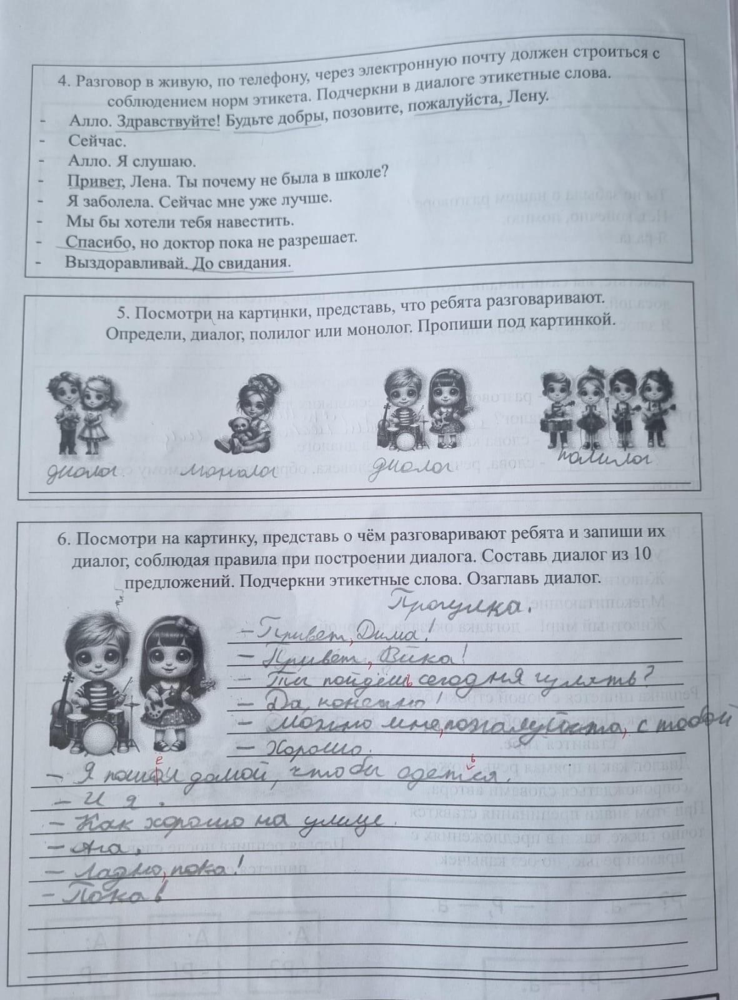 4. Разговор в живую, по телефону, через электронную почту должен строиться с
соблюдением норм этикета. Подчеркни в диалоге этикетные слова.
- Алло. Здравствуйте! Будьте добры, позовите, пожалуйста, Лену.
- Сейчас.
- Алло. Я слушаю.
- Привет, Лена. Ты почему не была в школе?
- Я заболела. Сейчас мне уже лучше.
- Мы бы хотели тебя навестить.
- Спасибо, но доктор пока не разрешает.
- Выздоравливай. До свидания.
5. Посмотри на картинки, представь, что ребята разговаривают.
Определи, диалог, полилог или монолог. Пропиши под картинкой.
диолог монолог диолог полилог
6. Посмотри на картинку, представь о чём разговаривают ребята и запиши их
диалог, соблюдая правила при построении диалога. Составь диалог из 10
предложений. Подчеркни этикетные слова. Озаглавь диалог.
Прогулка.
- Привет, Дима!
- Привет, Вика!
- Ты пойдёшь сегодня гулять?
- Да, конешно!
- Можно мне, пожалуйста, с тобой
- Хорошо.
- Я пошёл домой, чтобы одеться.
- И я.
- Как хорошо на улице.
- Ага.
- Ладно, пока!
- Пока!